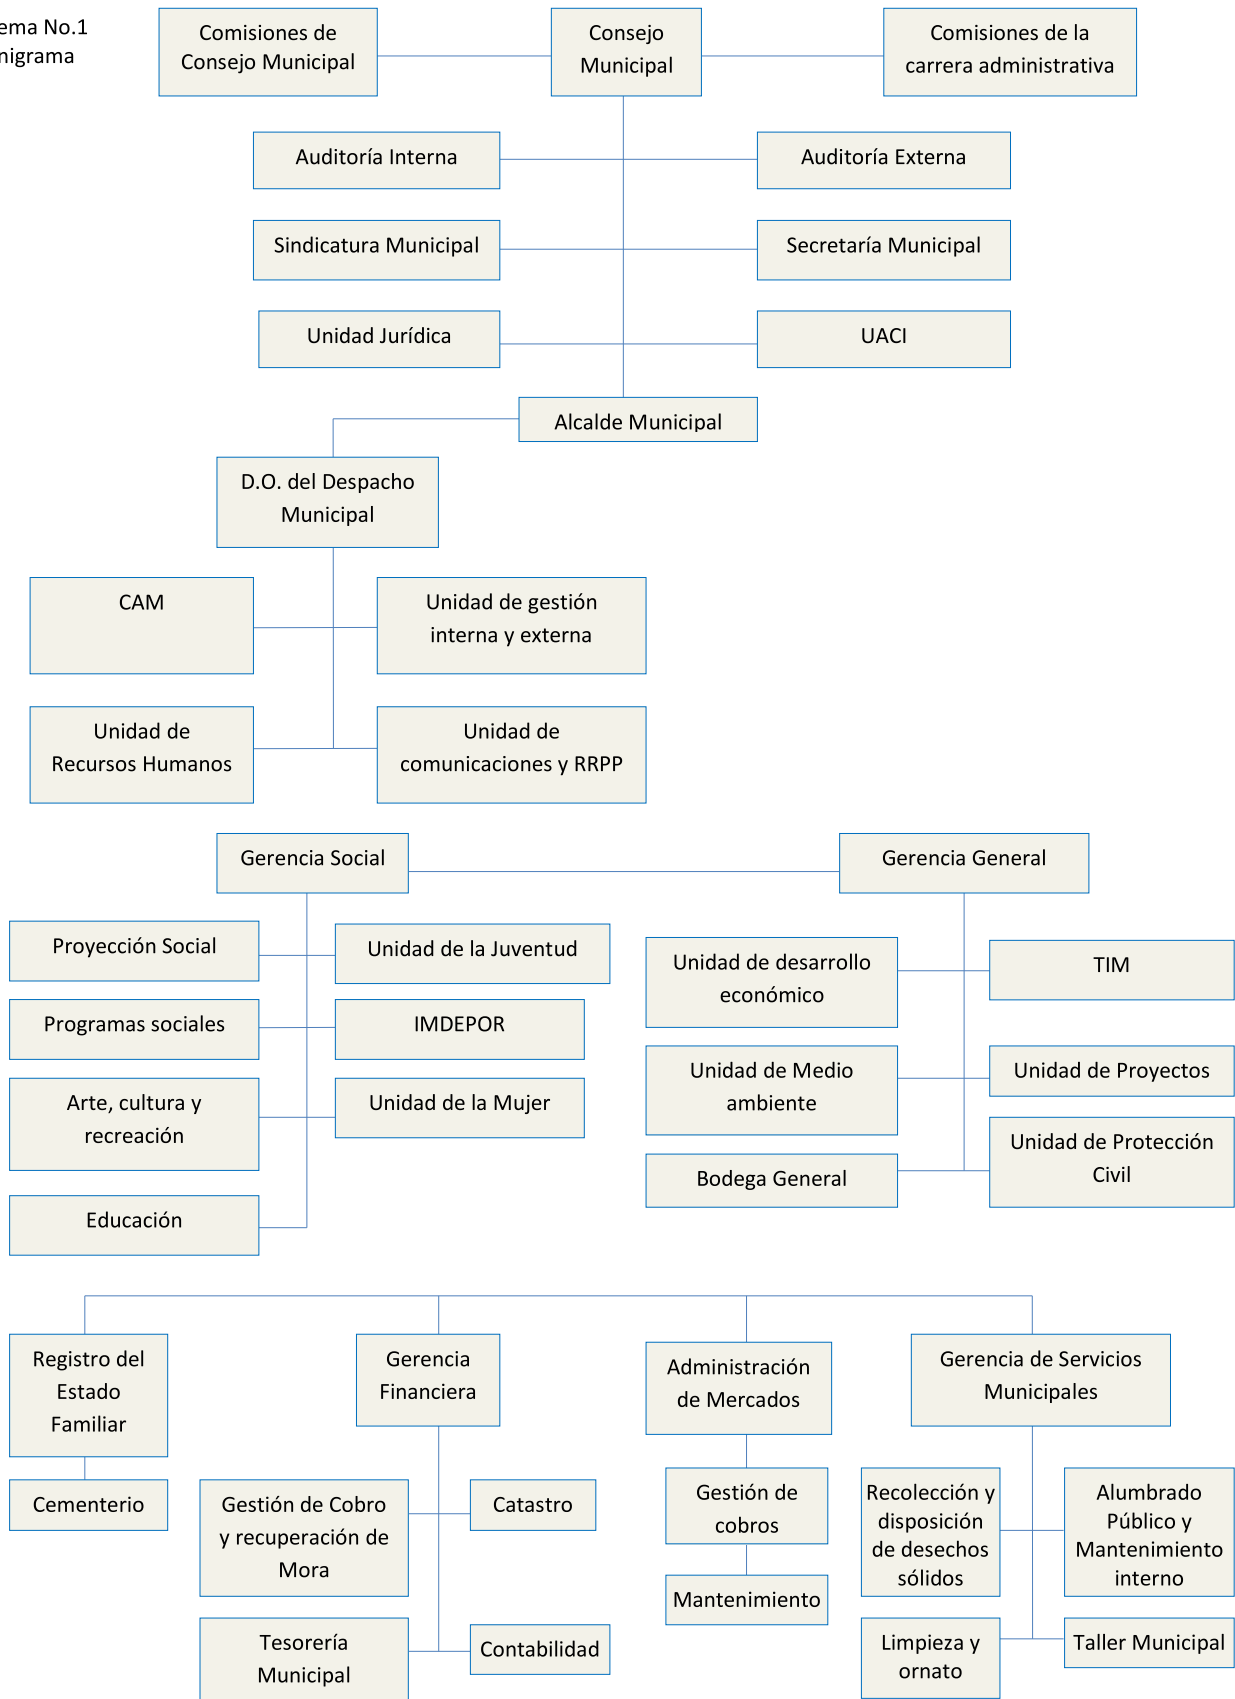 ema No.1
nigrama
Comisiones de
Consejo Municipal
Consejo
Municipal
Comisiones de la
carrera administrativa
Auditoría Interna
Auditoría Externa
Sindicatura Municipal
Secretaría Municipal
Unidad Jurídica
UACI
Alcalde Municipal
D.O. del Despacho
Municipal
CAM
Unidad de gestión
interna y externa
Unidad de
Recursos Humanos
Unidad de
comunicaciones y RRPP
Gerencia Social
Gerencia General
Proyección Social
Unidad de la Juventud
Programas sociales
IMDEPOR
Arte, cultura y
recreación
Unidad de la Mujer
Educación
Unidad de desarrollo
económico
TIM
Unidad de Medio
ambiente
Unidad de Proyectos
Bodega General
Unidad de Protección
Civil
Registro del
Estado
Familiar
Cementerio
Gerencia
Financiera
Gestión de Cobro
y recuperación de
Mora
Catastro
Tesorería
Municipal
Contabilidad
Administración
de Mercados
Gestión de
cobros
Mantenimiento
Gerencia de Servicios
Municipales
Recolección y
disposición
de desechos
sólidos
Alumbrado
Público y
Mantenimiento
interno
Limpieza y
ornato
Taller Municipal